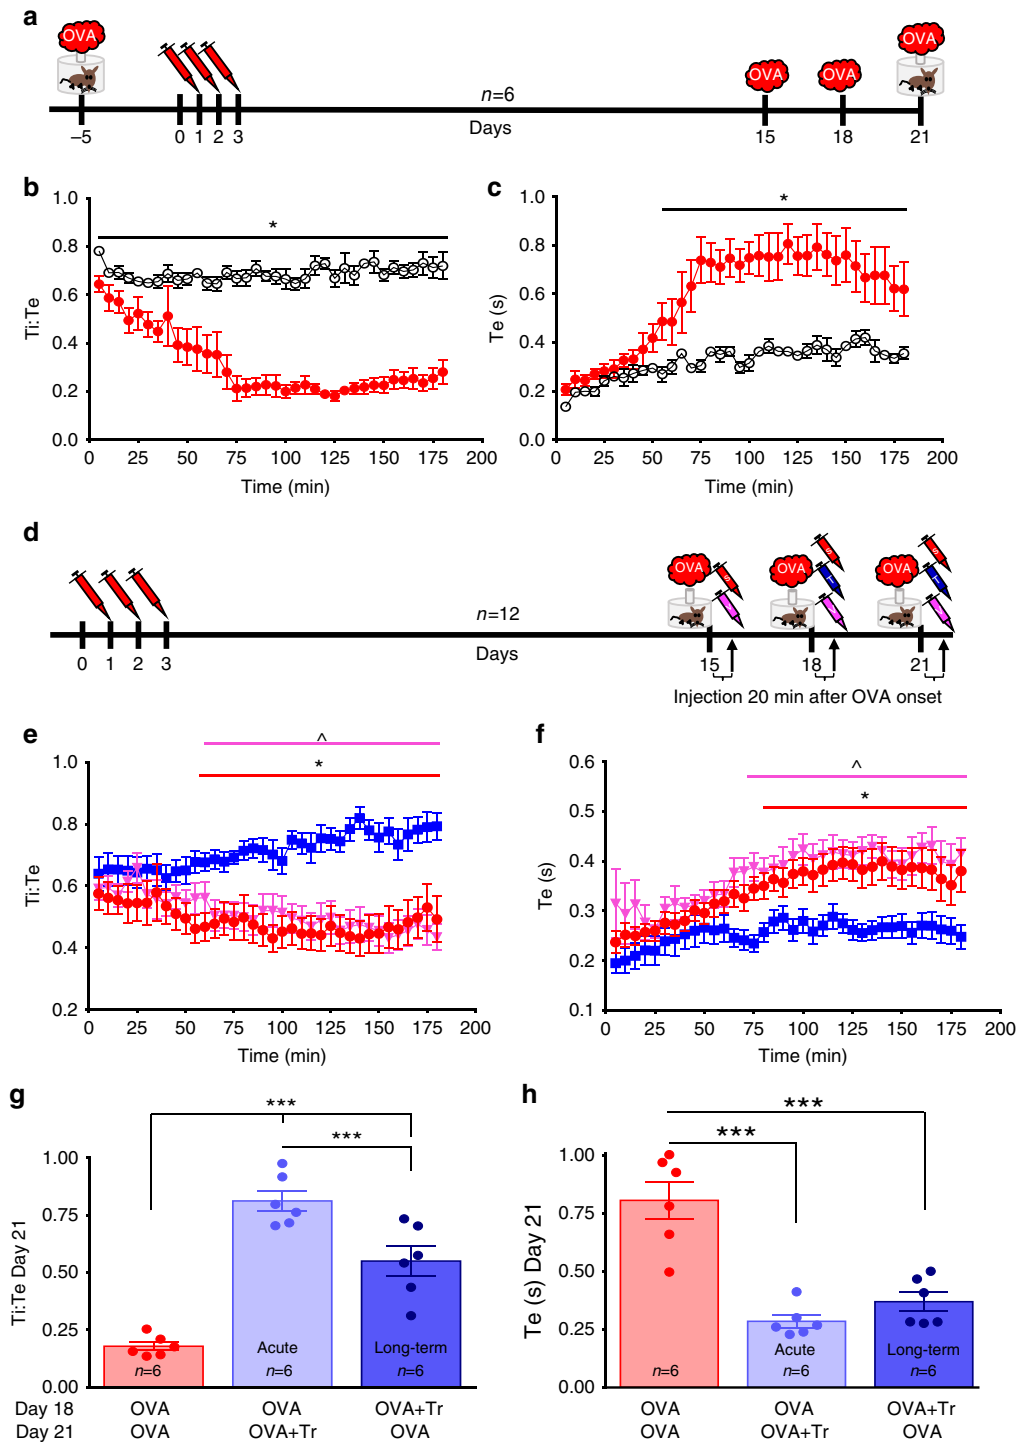 a
OVA OVA OVA OVA
n=6
–5 0 1 2 3 Days 15 18 21
b
1.0
0.8
0.6
0.4
0.2
0.0
Ti:Te
*
0 25 50 75 100 125 150 175 200
Time (min)
c
1.0
0.8
0.6
0.4
0.2
0.0
Te (s)
*
0 25 50 75 100 125 150 175 200
Time (min)
d
OVA S OVA S T OVA S T
n=12
0 1 2 3 Days 15 18 21
Injection 20 min after OVA onset
e
1.0
0.8
0.6
0.4
0.2
Ti:Te
^
*
0 25 50 75 100 125 150 175 200
Time (min)
f
0.6
0.5
0.4
0.3
0.2
0.1
Te (s)
^
*
0 25 50 75 100 125 150 175 200
Time (min)
g
***
***
1.00
0.75
0.50
0.25
0.00
Ti:Te Day 21
n=6
Acute
n=6
Long-term
n=6
Day 18 OVA OVA OVA+Tr
Day 21 OVA OVA+Tr OVA
h
***
***
1.00
0.75
0.50
0.25
0.00
Te (s) Day 21
n=6
Acute
n=6
Long-term
n=6
OVA OVA OVA+Tr
OVA OVA+Tr OVA